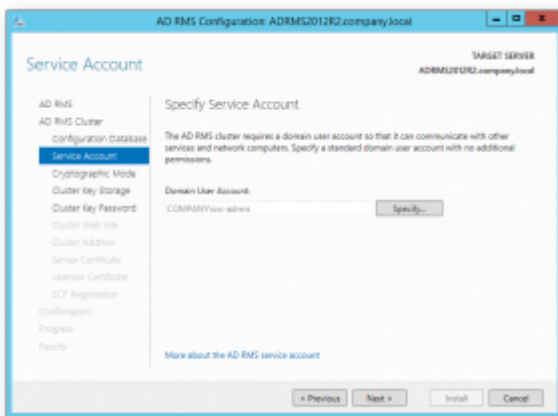 AD RMS Configuration: ADRMS2012R2.company.local
Service Account
TARGET SERVER
ADRMS2012R2.company.local
AD RMS
AD RMS Cluster
Configuration Database
Service Account
Cryptographic Mode
Cluster Key Storage
Cluster Key Password
Cluster Web Site
Cluster Address
Server Certificate
Licensor Certificate
SCP Registration
Confirmation
Progress
Results
Specify Service Account
The AD RMS cluster requires a domain user account so that it can communicate with other
services and network computers. Specify a standard domain user account with no additional
permissions.
Domain User Account:
COMPANY\svc-adrms
Specify...
More about the AD RMS service account
< Previous
Next >
Install
Cancel